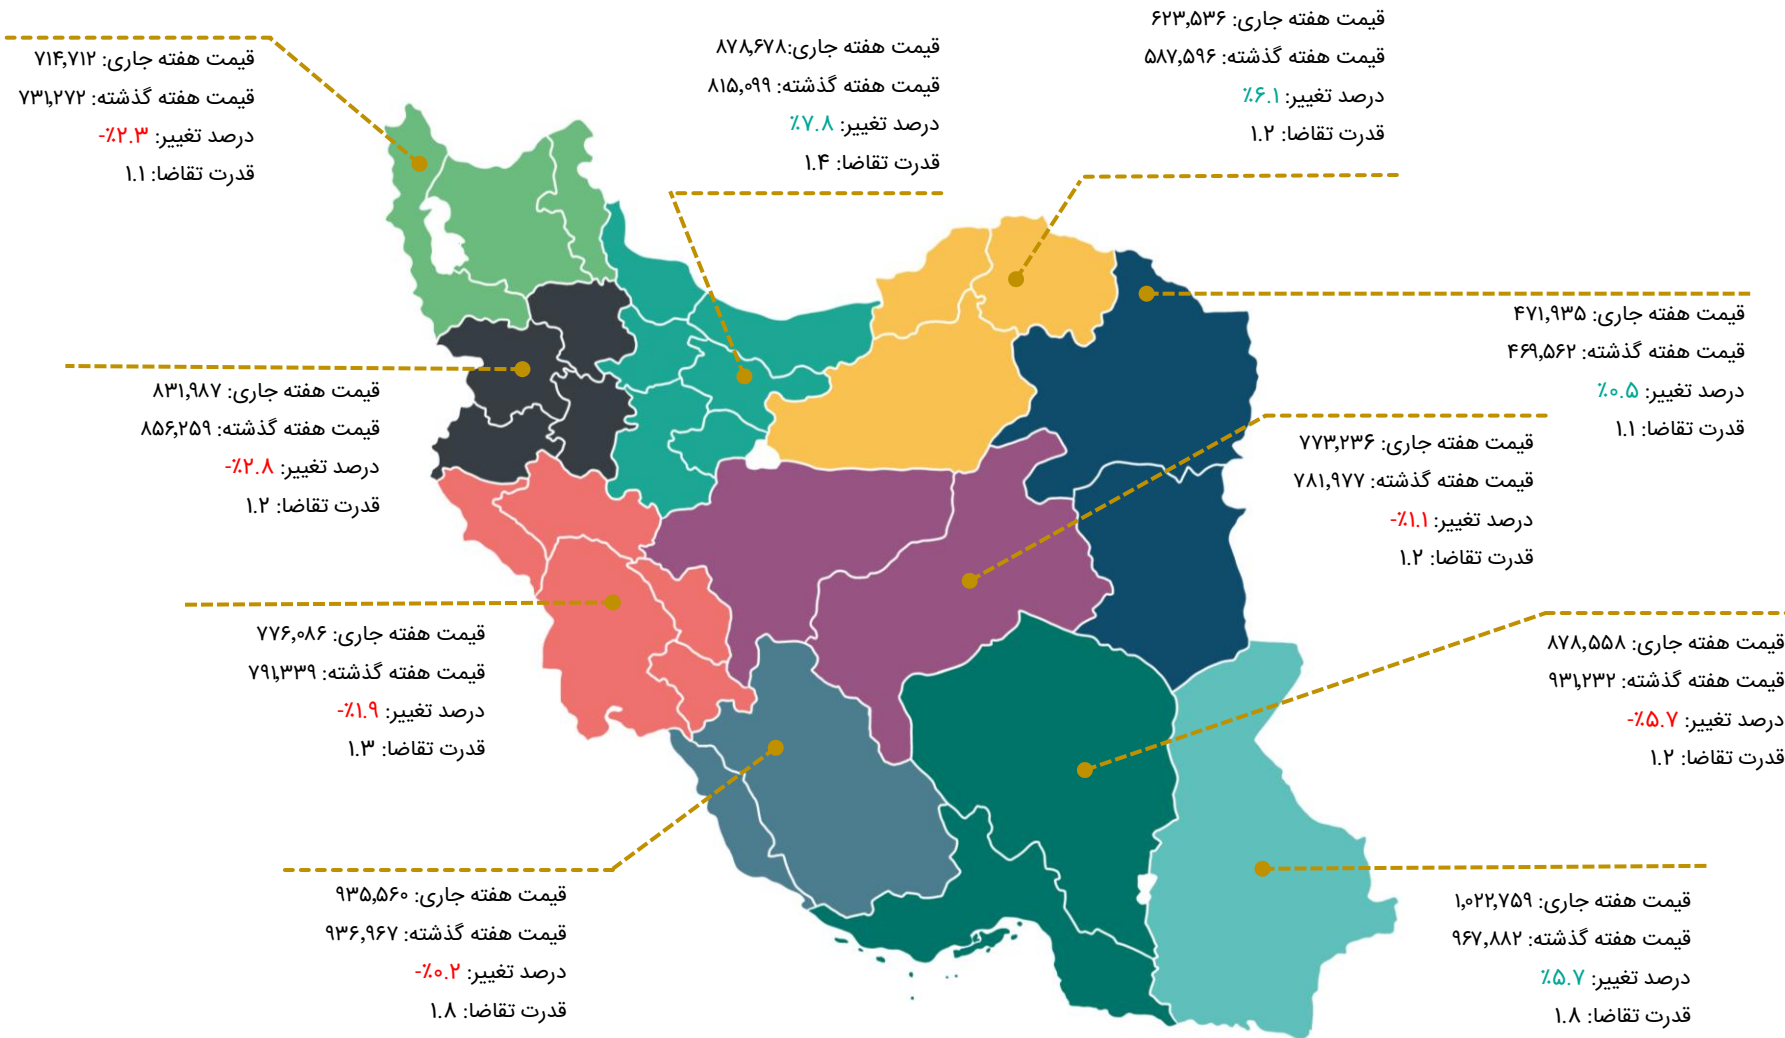 قیمت هفته جاری: ۶۲۳,۵۳۶
قیمت هفته گذشته: ۵۸۷,۵۹۶
درصد تغییر: ٪۶.۱
قدرت تقاضا: ۱.۲
قیمت هفته جاری:۸۷۸,۶۷۸
قیمت هفته گذشته: ۸۱۵,۰۹۹
درصد تغییر: ٪۷.۸
قدرت تقاضا: ۱.۴
قیمت هفته جاری: ۷۱۴,۷۱۲
قیمت هفته گذشته: ۷۳۱,۲۷۲
درصد تغییر: ٪۲.۳-
قدرت تقاضا: ۱.۱
قیمت هفته جاری: ۴۷۱,۹۳۵
قیمت هفته گذشته: ۴۶۹,۵۶۲
درصد تغییر: ٪۰.۵
قدرت تقاضا: ۱.۱
قیمت هفته جاری: ۸۳۱,۹۸۷
قیمت هفته گذشته: ۸۵۶,۲۵۹
درصد تغییر: ٪۲.۸-
قدرت تقاضا: ۱.۲
قیمت هفته جاری: ۷۷۳,۲۳۶
قیمت هفته گذشته: ۷۸۱,۹۷۷
درصد تغییر: ٪۱.۱-
قدرت تقاضا: ۱.۲
قیمت هفته جاری: ۸۷۸,۵۵۸
قیمت هفته گذشته: ۹۳۱,۲۳۲
درصد تغییر: ٪۵.۷-
قدرت تقاضا: ۱.۲
قیمت هفته جاری: ۷۷۶,۰۸۶
قیمت هفته گذشته: ۷۹۱,۳۳۹
درصد تغییر: ٪۱.۹-
قدرت تقاضا: ۱.۳
قیمت هفته جاری: ۱,۰۲۲,۷۵۹
قیمت هفته گذشته: ۹۶۷,۸۸۲
درصد تغییر: ٪۵.۷
قدرت تقاضا: ۱.۸
قیمت هفته جاری: ۹۳۵,۵۶۰
قیمت هفته گذشته: ۹۳۶,۹۶۷
درصد تغییر: ٪۰.۲-
قدرت تقاضا: ۱.۸